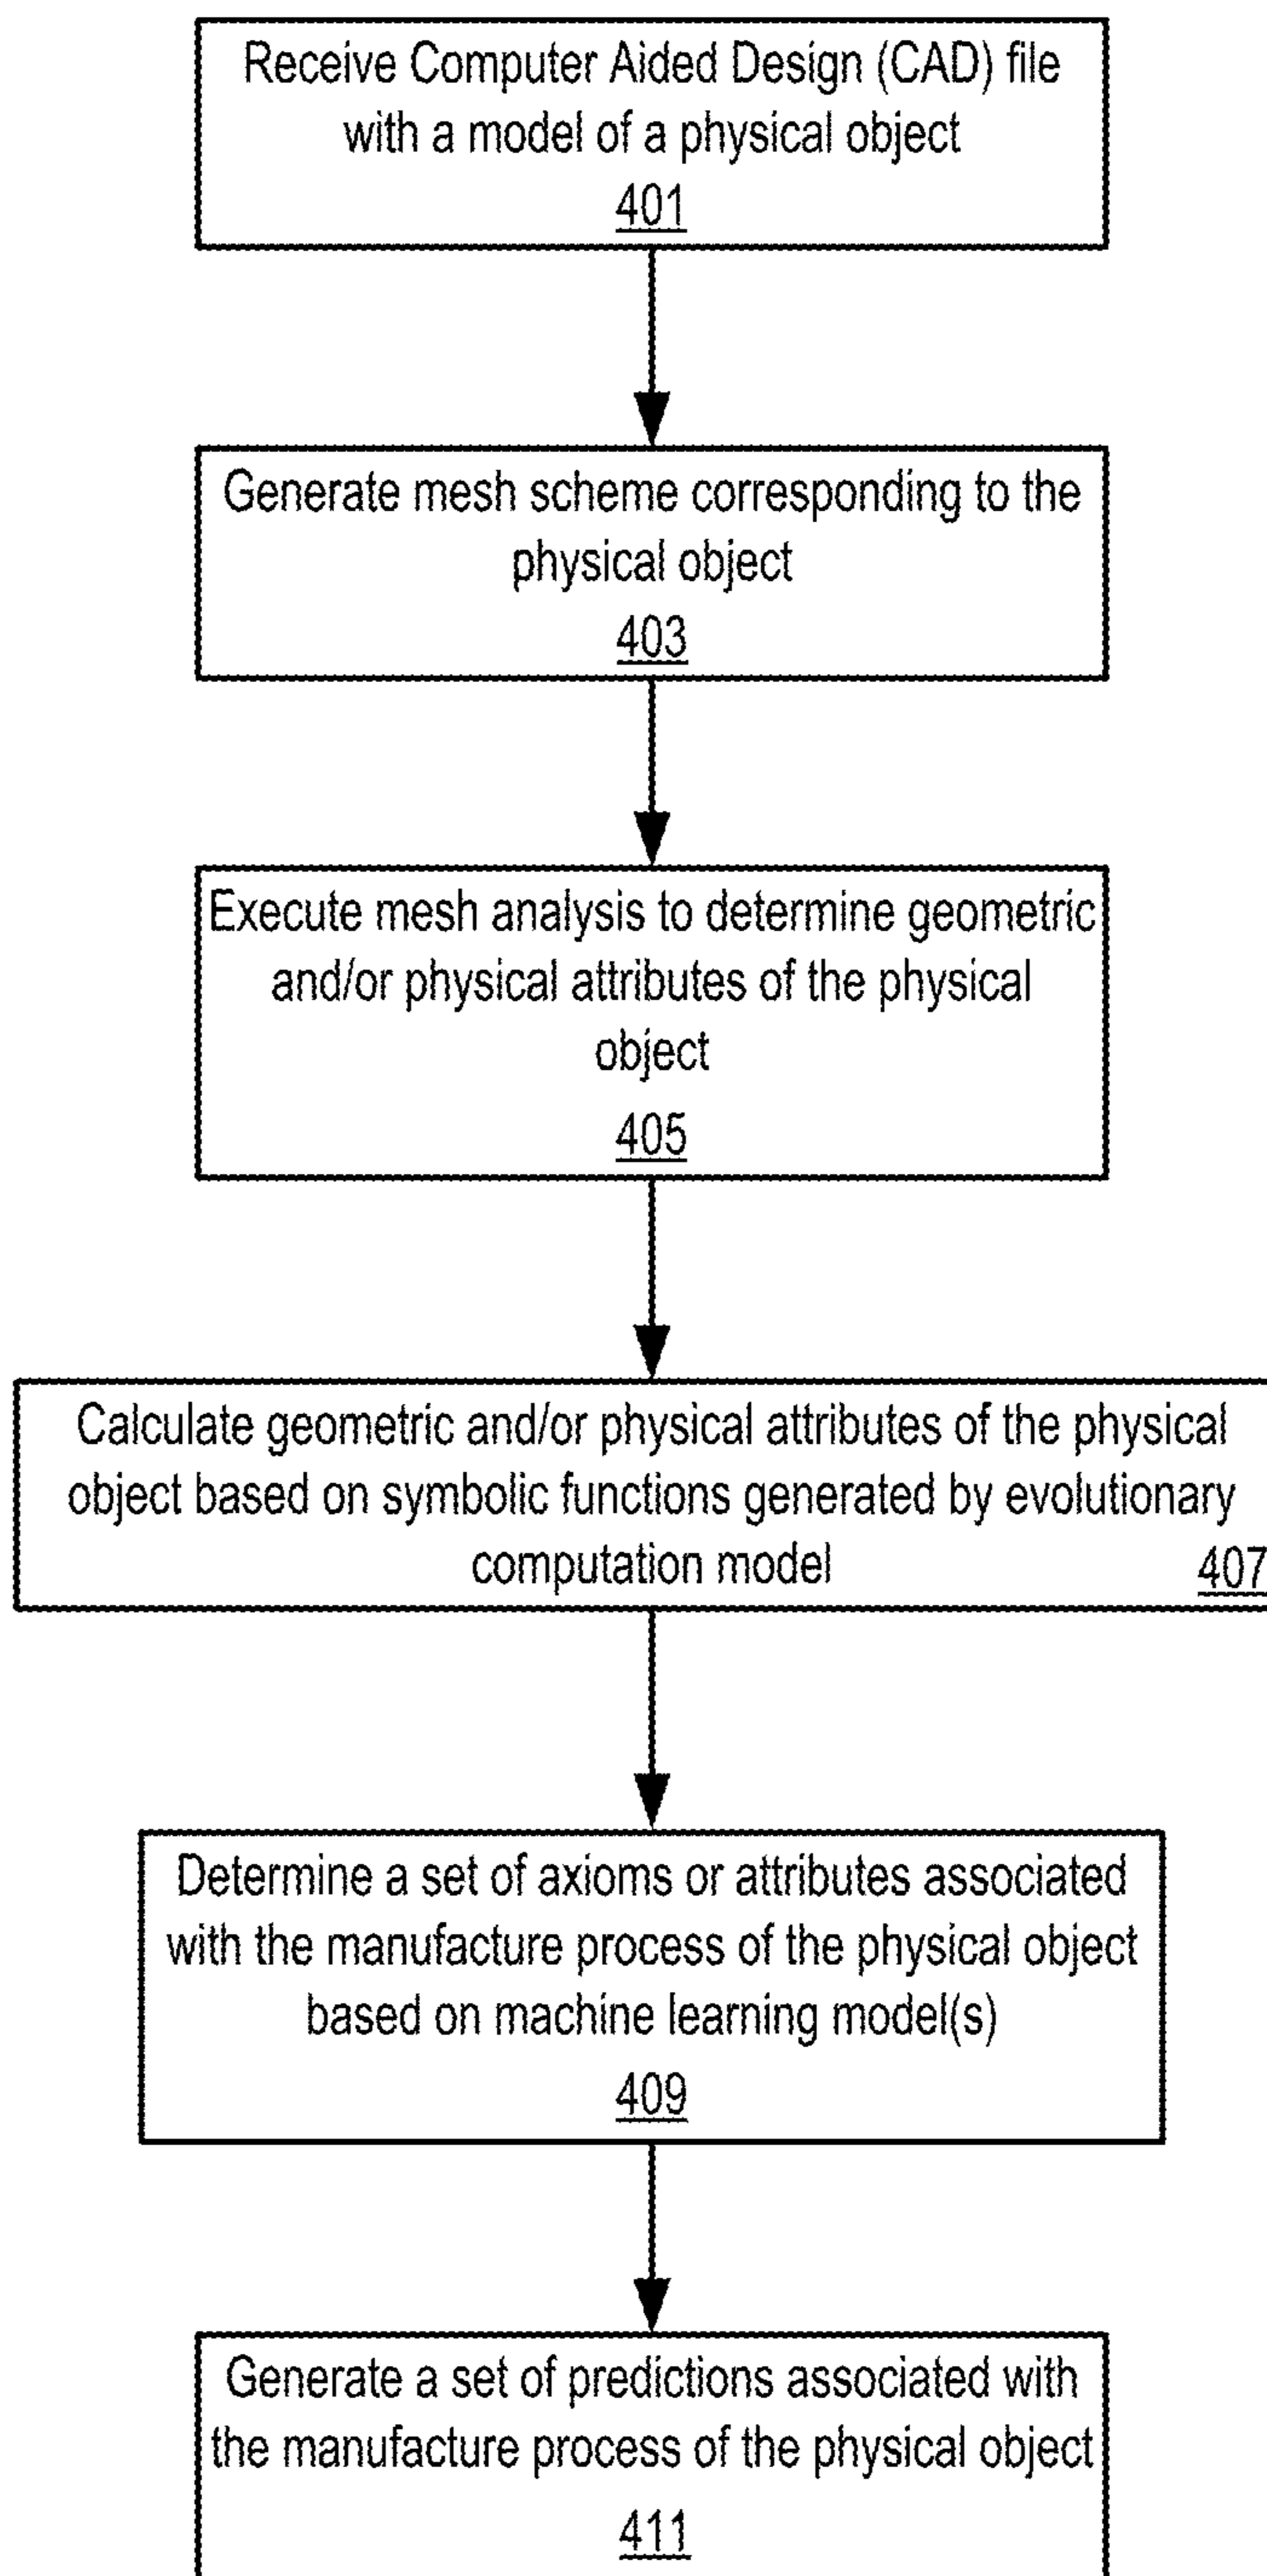 Receive Computer Aided Design (CAD) file
with a model of a physical object
401
Generate mesh scheme corresponding to the
physical object
403
Execute mesh analysis to determine geometric
and/or physical attributes of the physical
object
405
Calculate geometric and/or physical attributes of the physical
object based on symbolic functions generated by evolutionary
computation model 407
Determine a set of axioms or attributes associated
with the manufacture process of the physical object
based on machine learning model(s)
409
Generate a set of predictions associated with
the manufacture process of the physical object
411